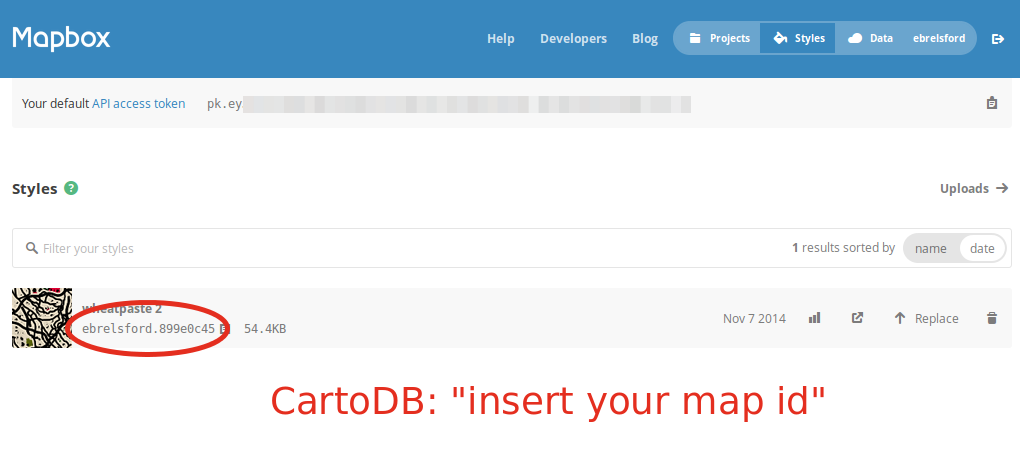 Mapbox
Help Developers Blog Projects Styles Data ebrelsford
Your default API access token pk.ey
Styles ?
Uploads
Filter your styles
1 results sorted by name date
wheatpaste 2
ebrelsford.899e0c45 54.4KB
Nov 7 2014 Replace
CartoDB: "insert your map id"